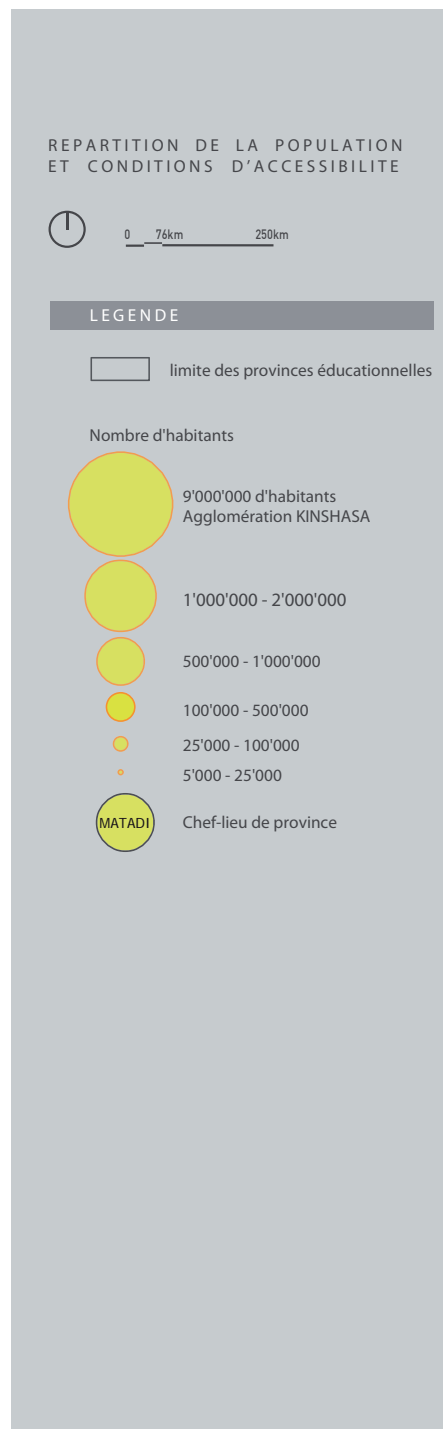 REPARTITION DE LA POPULATION
ET CONDITIONS D'ACCESSIBILITE
0 76km 250km
LEGENDE
limite des provinces éducationnelles
Nombre d'habitants
9'000'000 d'habitants
Agglomération KINSHASA
1'000'000 - 2'000'000
500'000 - 1'000'000
100'000 - 500'000
25'000 - 100'000
5'000 - 25'000
MATADI Chef-lieu de province